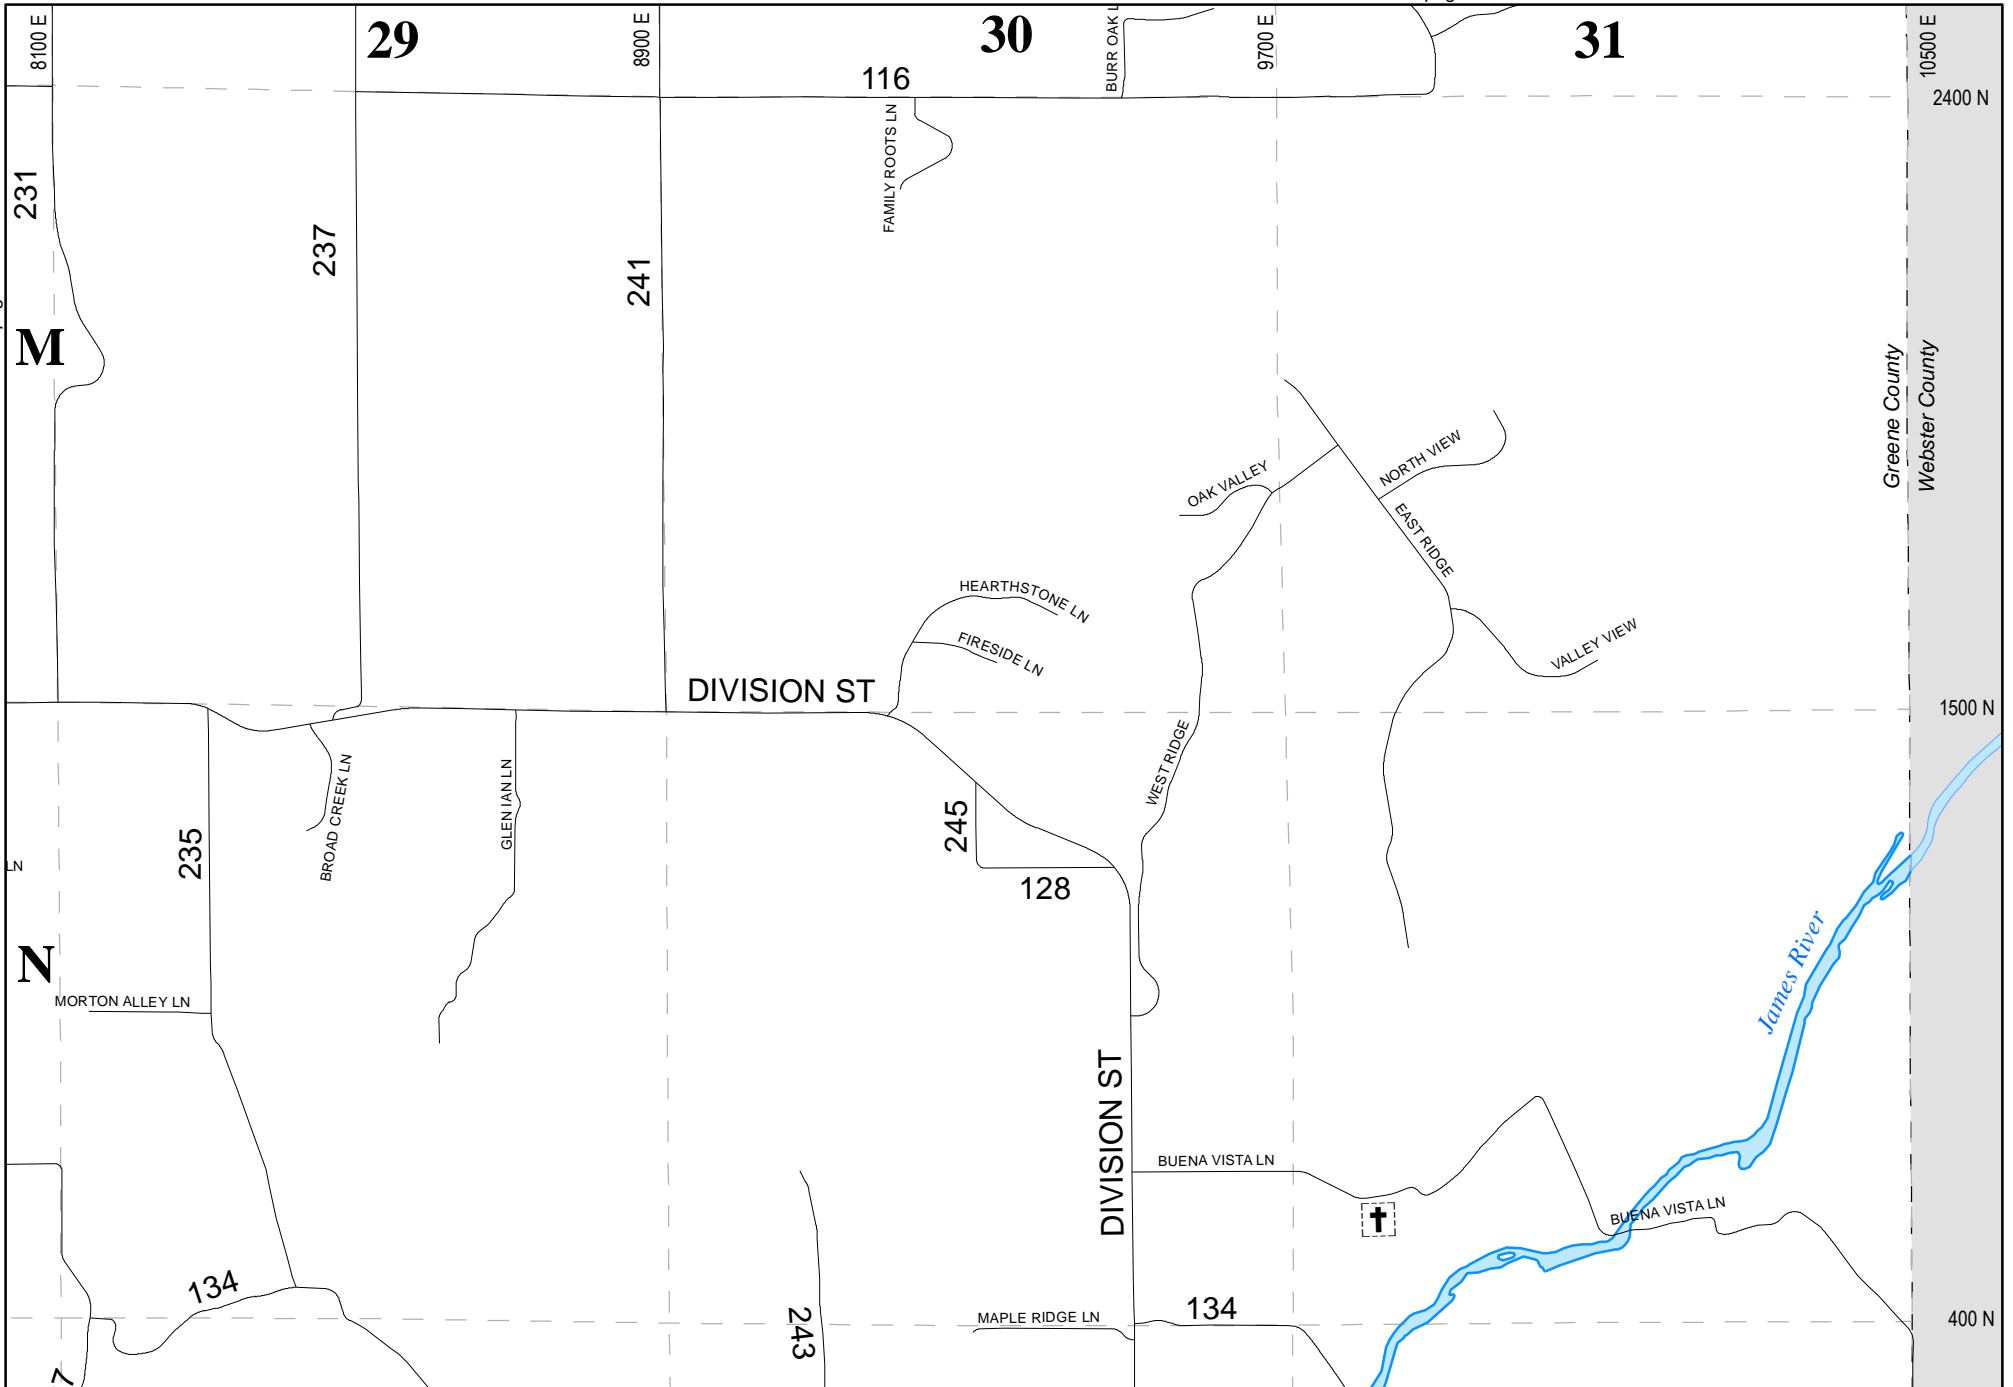 8100 E
29
8900 E
30
BURR OAK L
9700 E
31
10500 E
116
2400 N
FAMILY ROOTS LN
231
237
241
M
Greene County
Webster County
OAK VALLEY
NORTH VIEW
EAST RIDGE
HEARTHSTONE LN
FIRESIDE LN
VALLEY VIEW
DIVISION ST
1500 N
WEST RIDGE
BROAD CREEK LN
GLEN IAN LN
235
245
LN
128
N
James River
MORTON ALLEY LN
DIVISION ST
BUENA VISTA LN
BUENA VISTA LN
134
243
MAPLE RIDGE LN
134
400 N
7